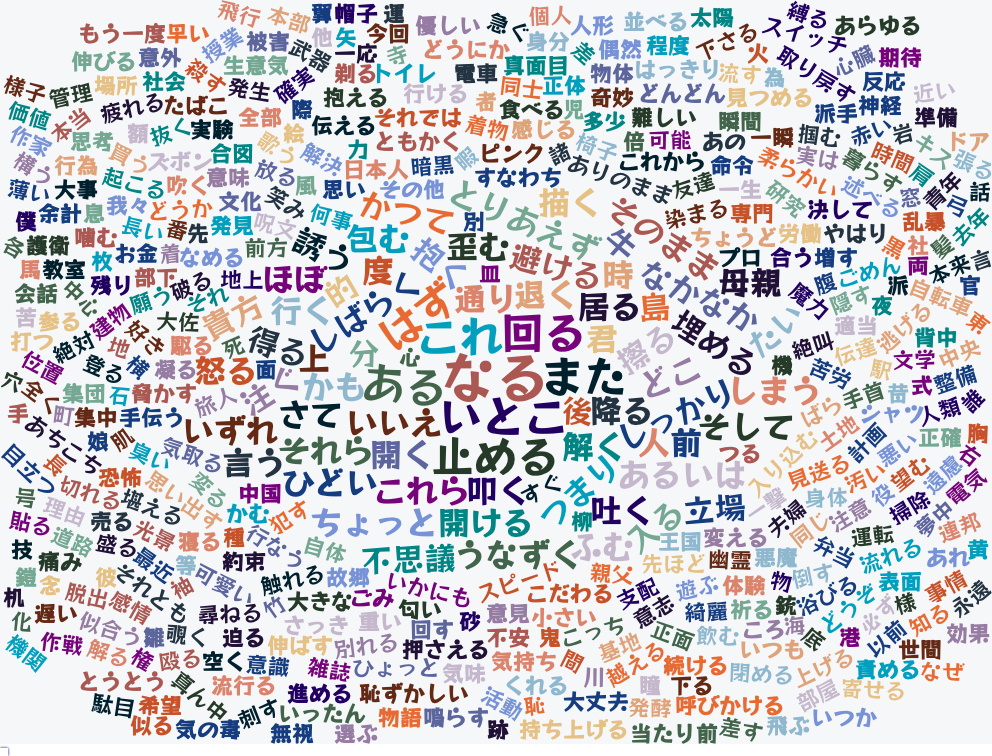 飛行 本部 翼 帽子 運
もう一度 早い 授業 被害 他 矢 今回 優しい 急ぐ 個人 人形 並べる 太陽 縛る あらゆる
伸びる 意外 生意気 武器 一応 寺 どうにか 身分 差 偶然 程度 下さる 火 スイッチ 心臓 期待
様子 管理 場所 社会 殺す 発生 確実 剃る トイレ 電車 真面目 同士 正体 物体 はっきり 流す 為 取り戻す 反応 近い
価値 本当 疲れる たばこ 際 抱える 行ける 者 食べる 児 奇妙 どんどん 見つめる 派手 神経 準備
作家 思考 額 抜く 実験 全部 絵 伝える それでは 着物 感じる 多少 難しい 瞬間 掴む 赤い 岩 キス ドア
構う 行為 買う ズボン 合図 歌う 解決 力 ともかく 日本人 暗黒 暇 ピンク 諸 椅子 倍 可能 あの 一瞬 実は 暮らす 時間 肩 張る
薄い 大事 起こる 吹く 意味 放る 風 思い その他 すなわち ありのまま これから 友達 命令 柔らかい 一生 研究 述べる 窓 青年 話
僕 余計 息 我々 どうか 文化 笑み 何事 かつて とりあえず 別 描く そのまま 染まる 専門 決して 乱暴 弓 去年
各 護衛 噛む 長い 番 先 発見 呪文 誘う 包む 抱く 歪む 避ける 失 ちょうど 労働 やはり 黒 社 髪
馬 教室 枚 お金 着 なめる 前方 度 皿 時 なかなか プロ 合う 増す 両 本来 言
会話 中心 残り 部下 破る 地上 ほぼ 的 く はず 通り 退く 居る 島 母親 魔力 腹 ごめん 派 官
苦 参る 建物 願う それ 貴方 行く しばらく これ 回る 君 擦る 埋める たい 隠す 夜 自転車
打つ 絶対 好き 大佐 死 得る 上 分 心 どこ 機 絶叫 適当 伝達 逃げる 背中 東
位置 登る 地 俺 凝る 駆る 怒る 面 ぐ かも ある なる また しまう 苦労 駅 文学 中央
穴 全く 集団 石 脅かす 旅人 注 さて いいえ いとこ 後 降る しっかり ばら 手首 昔 式 整備
手 町 集中 手伝う いずれ それら 開く 止める 解く 人 前 そして 入り込む 土地 シャツ 人類 誰
あちこち 娘 肌 臭い 気 取る 言う ひどい これら 叩く すぐ つまり あるいは つる 見送る 計画 悪い 正確 胸
目立つ 長 恐怖 思い出す 変る 中国 つ 柳 吐く る 立場 一撃 身体 汚い 役 望む 遠慮 右
号 理由 切れる 堪える かむ 犯す ちょっと 開ける 入 夫婦 同じ 注意 掃除 夢中 電気
貼る 道路 売る 光景 寝る 種 行なう 自体 不思議 うなずく ふむ 王国 変える 弁当 運転 連邦
技 痛み 盛る 最近 等 約束 触れる 故郷 いかにも スピード こだわる 親父 先ほど 幽霊 悪魔 流れる あれ 黄
鎧 念 彼 それとも 袖 可愛い 竹 大きな ごみ 匂い 支配 遊ぶ 体験 物 倒す 浴びる どうぞ 表面 事情
机 遅い 脱出 感情 尋ねる さっき 重い 回す 砂 意見 小さい 意志 綺麗 祈る 銃 必ず 様 知る 永遠
化 作戦 似合う 雛 覗く 迫る 伸ばす 別れる 押さえる 不安 鬼 こっち 正面 飲む ころ 海 底 港 以前 世間 効果
機関 解る 権 殴る 空く 意識 雑誌 ひょっと 気味 気持ち 間 基地 越える 続ける 閉める いつも 上げる 責める なぜ
とうとう 真ん中 流行る 進める 恥ずかしい 活動 くれる 恥 大丈夫 川 瞳 下る 発酵 呼びかける 部屋 寄せる
駄目 希望 刺す いったん 物語 鳴らす 跡 持ち上げる 当たり前 差す 飛ぶ いつか
似る 気の毒 無視 選ぶ